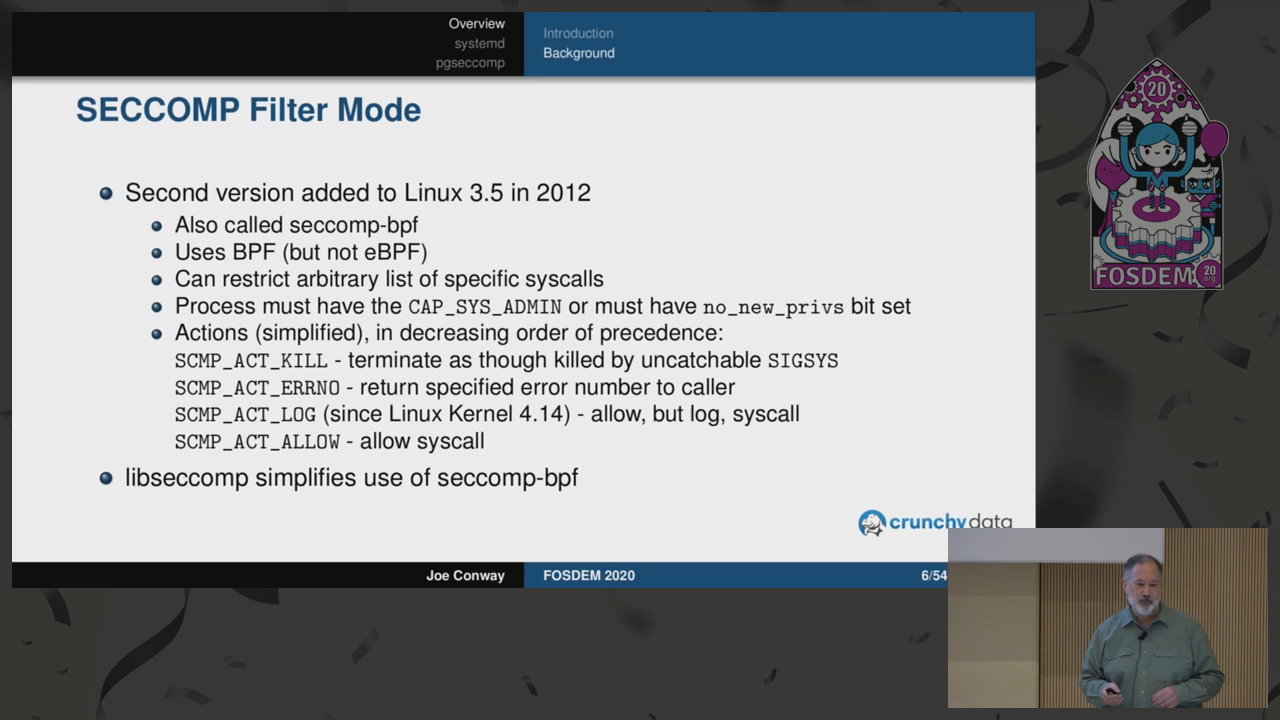 Overview
systemd
pgseccomp
Introduction
Background
SECCOMP Filter Mode
Second version added to Linux 3.5 in 2012
Also called seccomp-bpf
Uses BPF (but not eBPF)
Can restrict arbitrary list of specific syscalls
Process must have the CAP_SYS_ADMIN or must have no_new_privs bit set
Actions (simplified), in decreasing order of precedence:
SCMP_ACT_KILL - terminate as though killed by uncatchable SIGSYS
SCMP_ACT_ERRNO - return specified error number to caller
SCMP_ACT_LOG (since Linux Kernel 4.14) - allow, but log, syscall
SCMP_ACT_ALLOW - allow syscall
libseccomp simplifies use of seccomp-bpf
crunchy data
Joe Conway
FOSDEM 2020
6/54
20
FOSDEM
20
.org